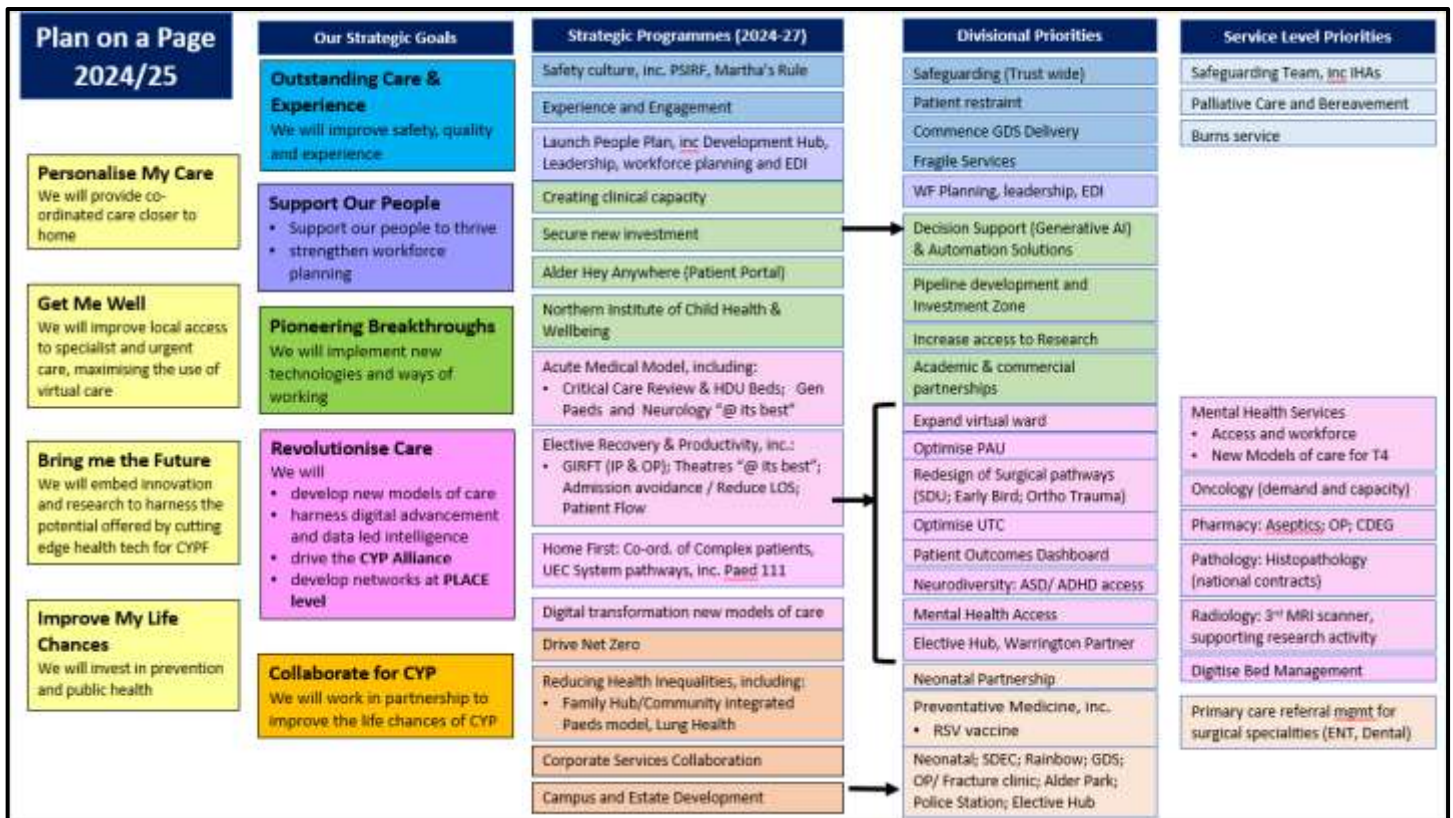 Plan on a Page
2024/25
Personalise My Care
We will provide co-
ordinated care closer to
home
Get Me Well
We will improve local access
to specialist and urgent
care, maximising the use of
virtual care
Bring me the Future
We will embed innovation
and research to harness the
potential offered by cutting
edge health tech for CYPF
Improve My Life
Chances
We will invest in prevention
and public health
Our Strategic Goals
Outstanding Care &
Experience
We will improve safety, quality
and experience
Support Our People
• Support our people to thrive
• strengthen workforce
planning
Pioneering Breakthroughs
We will implement new
technologies and ways of
working
Revolutionise Care
We will
• develop new models of care
• harness digital advancement
and data led intelligence
• drive the CYP Alliance
• develop networks at PLACE
level
Collaborate for CYP
We will work in partnership to
improve the life chances of CYP
Strategic Programmes (2024-27)
Safety culture, inc. PSIRF, Martha's Rule
Experience and Engagement
Launch People Plan, inc Development Hub,
Leadership, workforce planning and EDI
Creating clinical capacity
Secure new investment
Alder Hey Anywhere (Patient Portal)
Northern Institute of Child Health &
Wellbeing
Acute Medical Model, including:
• Critical Care Review & HDU Beds; Gen
Paeds and Neurology "@ its best"
Elective Recovery & Productivity, inc.:
• GIRFT (IP & OP); Theatres "@ its best";
Admission avoidance / Reduce LOS;
Patient Flow
Home First: Co-ord. of Complex patients,
UEC System pathways, inc. Paed 111
Digital transformation new models of care
Drive Net Zero
Reducing Health Inequalities, including:
• Family Hub/Community integrated
Paeds model, Lung Health
Corporate Services Collaboration
Campus and Estate Development
Divisional Priorities
Safeguarding (Trust wide)
Patient restraint
Commence GDS Delivery
Fragile Services
WF Planning, leadership, EDI
Decision Support (Generative AI)
& Automation Solutions
Pipeline development and
Investment Zone
Increase access to Research
Academic & commercial
partnerships
Expand virtual ward
Optimise PAU
Redesign of Surgical pathways
(SDU; Early Bird; Ortho Trauma)
Optimise UTC
Patient Outcomes Dashboard
Neurodiversity: ASD/ ADHD access
Mental Health Access
Elective Hub, Warrington Partner
Neonatal Partnership
Preventative Medicine, inc.
• RSV vaccine
Neonatal; SDEC; Rainbow; GDS;
OP/ Fracture clinic; Alder Park;
Police Station; Elective Hub
Service Level Priorities
Safeguarding Team, inc IHAs
Palliative Care and Bereavement
Burns service
Mental Health Services
• Access and workforce
• New Models of care for T4
Oncology (demand and capacity)
Pharmacy: Aseptics; OP; CDEG
Pathology: Histopathology
(national contracts)
Radiology: 3rd MRI scanner,
supporting research activity
Digitise Bed Management
Primary care referral mgmt for
surgical specialities (ENT, Dental)